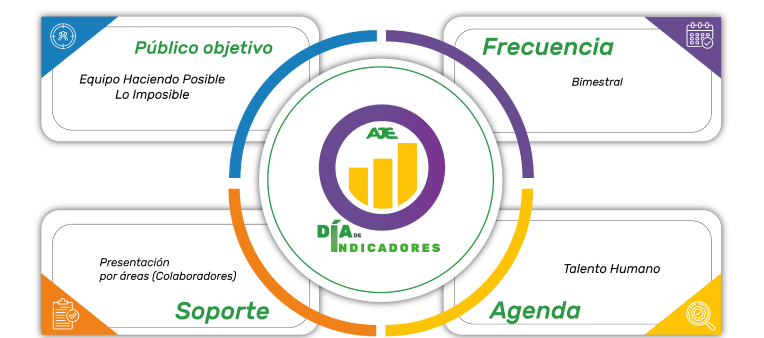 Público objetivo
Equipo Haciendo Posible
Lo Imposible
Frecuencia
Bimestral
AJE
DÍA DE
INDICADORES
Presentación
por áreas (Colaboradores)
Soporte
Talento Humano
Agenda